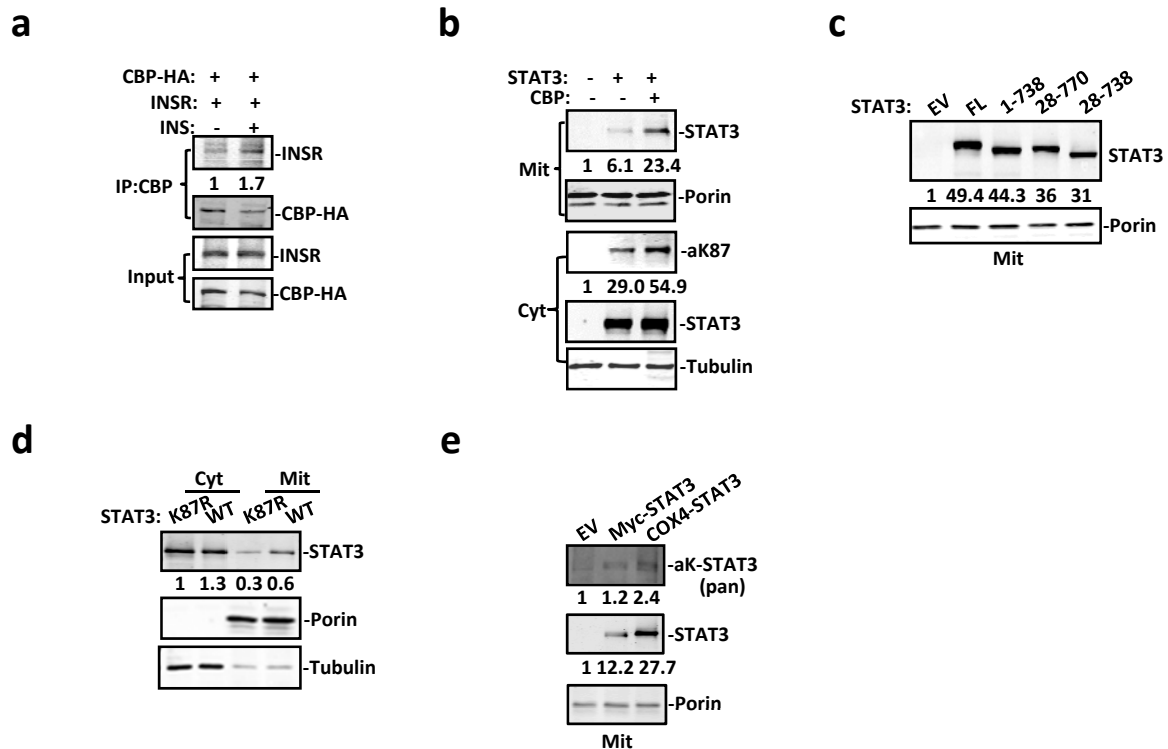 a
CBP-HA: + +
INSR: + +
INS: - +
-INSR
IP:CBP
1 1.7
-CBP-HA
Input
-INSR
-CBP-HA
b
STAT3: - + +
CBP: - - +
-STAT3
Mit
1 6.1 23.4
-Porin
-aK87
1 29.0 54.9
Cyt
-STAT3
-Tubulin
c
STAT3: EV FL 1-738 28-770 28-738
STAT3
1 49.4 44.3 36 31
-Porin
Mit
d
Cyt Mit
STAT3: K87R WT K87R WT
-STAT3
1 1.3 0.3 0.6
-Porin
-Tubulin
e
EV Myc-STAT3 COX4-STAT3
-aK-STAT3
(pan)
1 1.2 2.4
-STAT3
1 12.2 27.7
-Porin
Mit